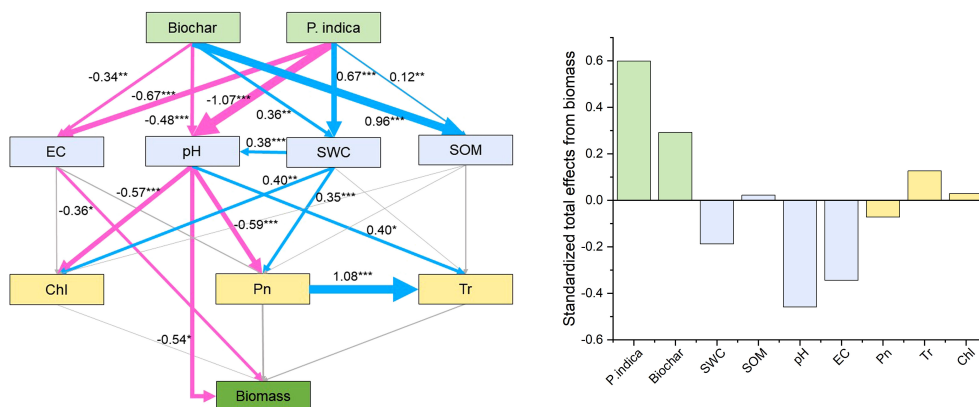 Biochar
P. indica
-0.34**
-0.67***
-0.48***
-1.07***
0.36**
0.67***
0.12**
0.96***
EC
pH
0.38***
SWC
SOM
-0.36*
-0.57***
0.40**
-0.59***
0.35***
0.40*
Chl
Pn
1.08***
Tr
-0.54*
Biomass
Standardized total effects from biomass
0.6
0.4
0.2
0.0
-0.2
-0.4
-0.6
P.indica
Biochar
SWC
SOM
pH
EC
Pn
Tr
Chl